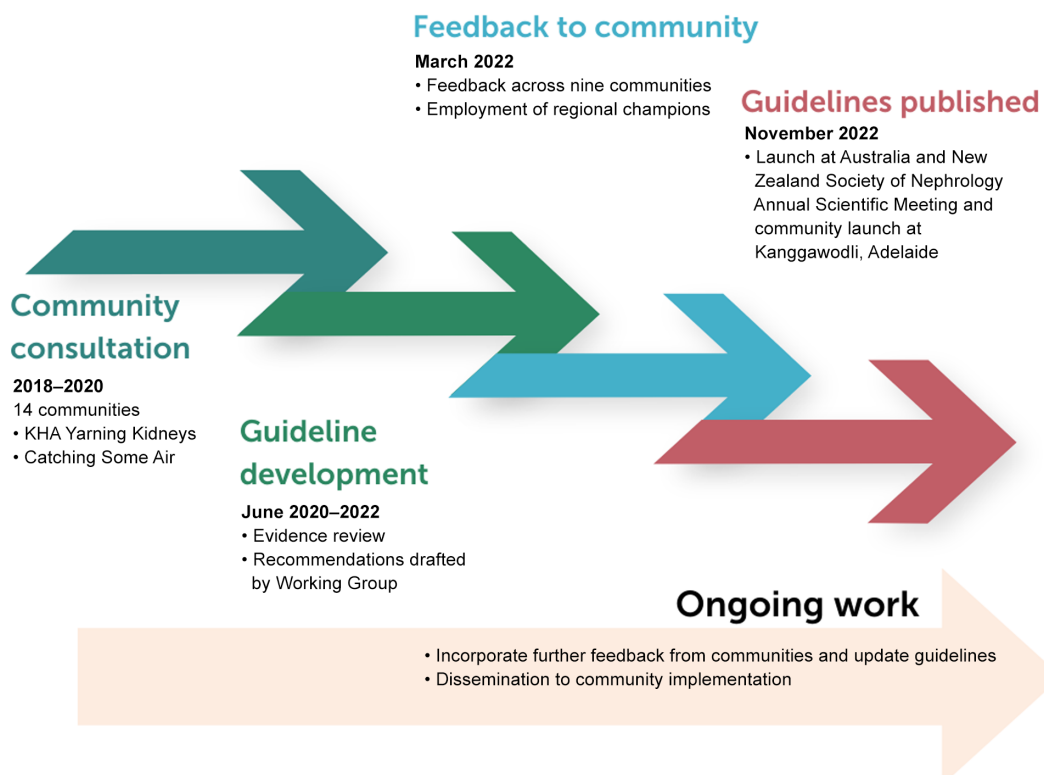 Feedback to community
March 2022
• Feedback across nine communities
• Employment of regional champions
Guidelines published
November 2022
• Launch at Australia and New
Zealand Society of Nephrology
Annual Scientific Meeting and
community launch at
Kanggawodli, Adelaide
Community
consultation
2018–2020
14 communities
• KHA Yarning Kidneys
• Catching Some Air
Guideline
development
June 2020–2022
• Evidence review
• Recommendations drafted
by Working Group
Ongoing work
• Incorporate further feedback from communities and update guidelines
• Dissemination to community implementation